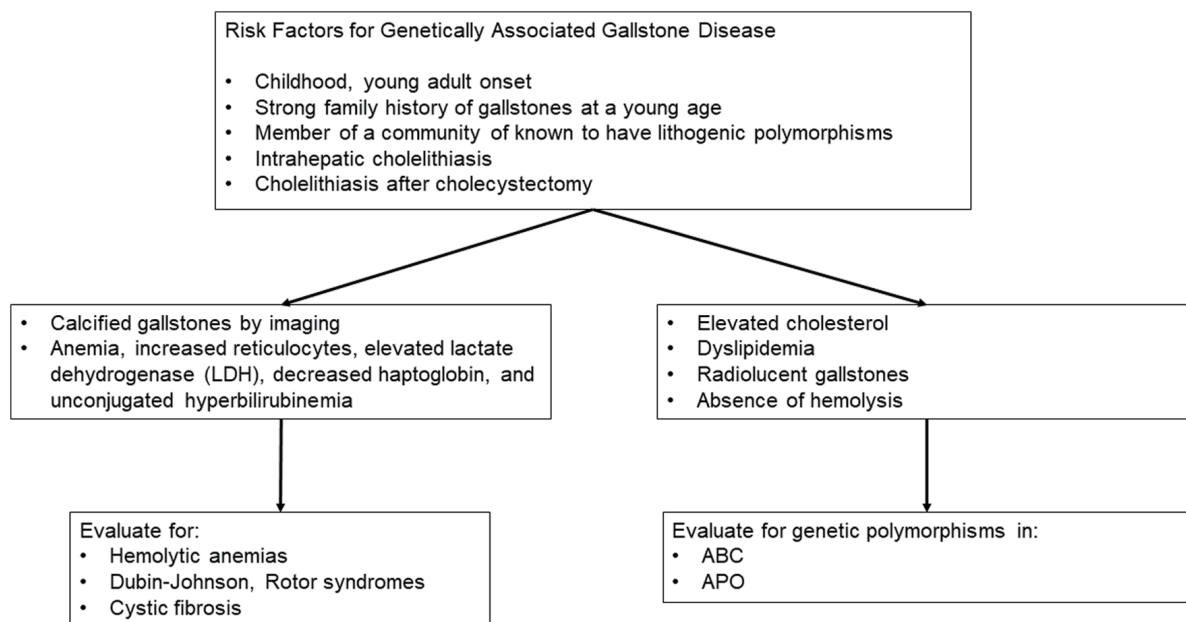 Risk Factors for Genetically Associated Gallstone Disease
• Childhood, young adult onset
• Strong family history of gallstones at a young age
• Member of a community of known to have lithogenic polymorphisms
• Intrahepatic cholelithiasis
• Cholelithiasis after cholecystectomy
• Calcified gallstones by imaging
• Anemia, increased reticulocytes, elevated lactate
dehydrogenase (LDH), decreased haptoglobin, and
unconjugated hyperbilirubinemia
• Elevated cholesterol
• Dyslipidemia
• Radiolucent gallstones
• Absence of hemolysis
Evaluate for:
• Hemolytic anemias
• Dubin-Johnson, Rotor syndromes
• Cystic fibrosis
Evaluate for genetic polymorphisms in:
• ABC
• APO